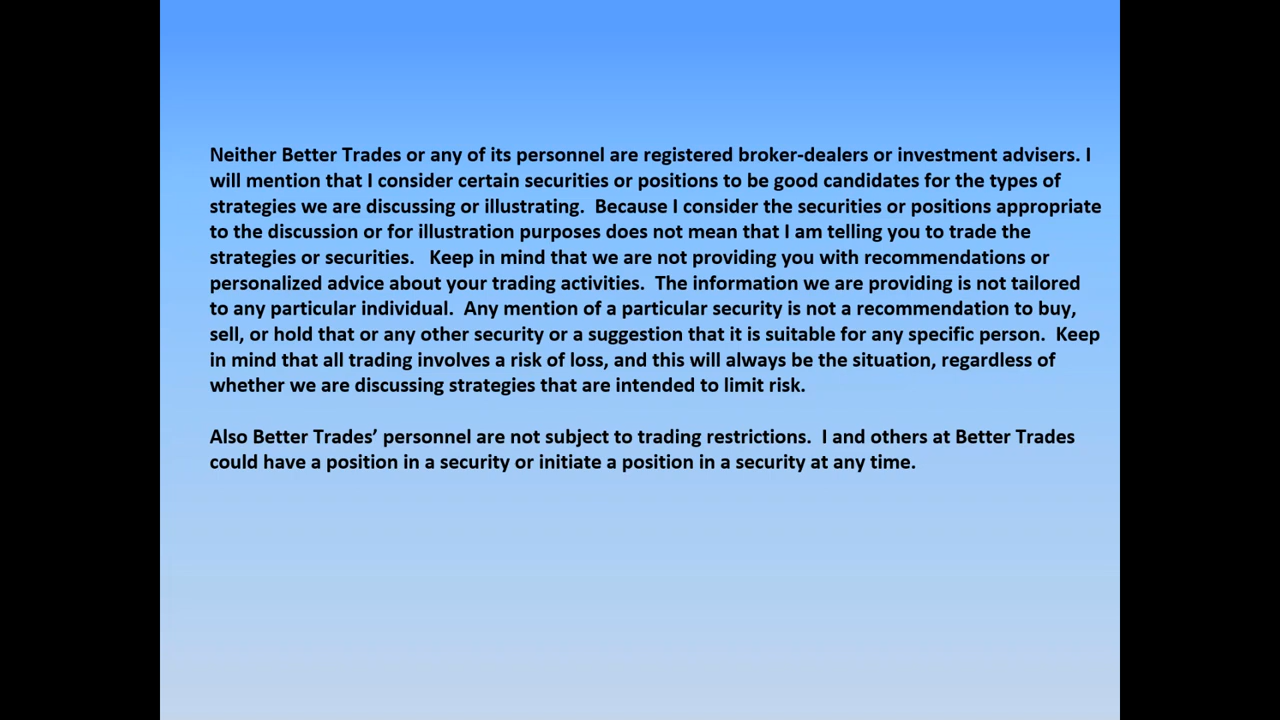 Neither Better Trades or any of its personnel are registered broker-dealers or investment advisers. I
will mention that I consider certain securities or positions to be good candidates for the types of
strategies we are discussing or illustrating.  Because I consider the securities or positions appropriate
to the discussion or for illustration purposes does not mean that I am telling you to trade the
strategies or securities.   Keep in mind that we are not providing you with recommendations or
personalized advice about your trading activities.  The information we are providing is not tailored
to any particular individual.  Any mention of a particular security is not a recommendation to buy,
sell, or hold that or any other security or a suggestion that it is suitable for any specific person.  Keep
in mind that all trading involves a risk of loss, and this will always be the situation, regardless of
whether we are discussing strategies that are intended to limit risk.
Also Better Trades’ personnel are not subject to trading restrictions.  I and others at Better Trades
could have a position in a security or initiate a position in a security at any time.